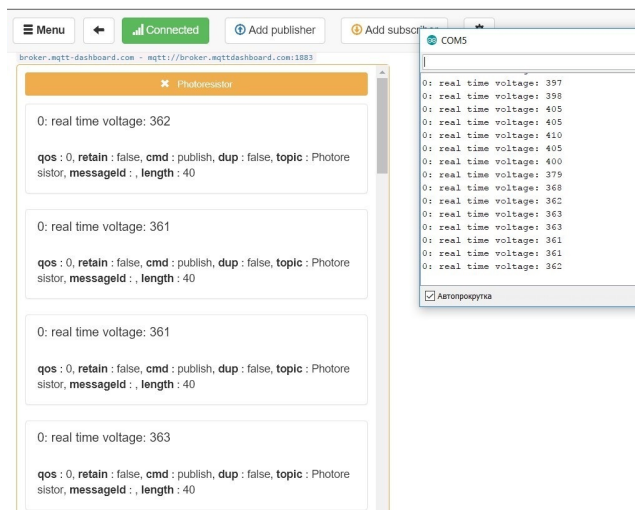 Menu
Connected
Add publisher
Add subscriber
broker.mqtt-dashboard.com - mqtt://broker.mqttdashboard.com:1883
Photoresistor
0: real time voltage: 362
qos : 0, retain : false, cmd : publish, dup : false, topic : Photore
sistor, messageId : , length : 40
0: real time voltage: 361
qos : 0, retain : false, cmd : publish, dup : false, topic : Photore
sistor, messageId : , length : 40
0: real time voltage: 361
qos : 0, retain : false, cmd : publish, dup : false, topic : Photore
sistor, messageId : , length : 40
0: real time voltage: 363
qos : 0, retain : false, cmd : publish, dup : false, topic : Photore
sistor, messageId : , length : 40
COM5
0: real time voltage: 397
0: real time voltage: 398
0: real time voltage: 405
0: real time voltage: 405
0: real time voltage: 410
0: real time voltage: 405
0: real time voltage: 400
0: real time voltage: 379
0: real time voltage: 368
0: real time voltage: 362
0: real time voltage: 363
0: real time voltage: 363
0: real time voltage: 361
0: real time voltage: 361
0: real time voltage: 362
Автопрокрутка